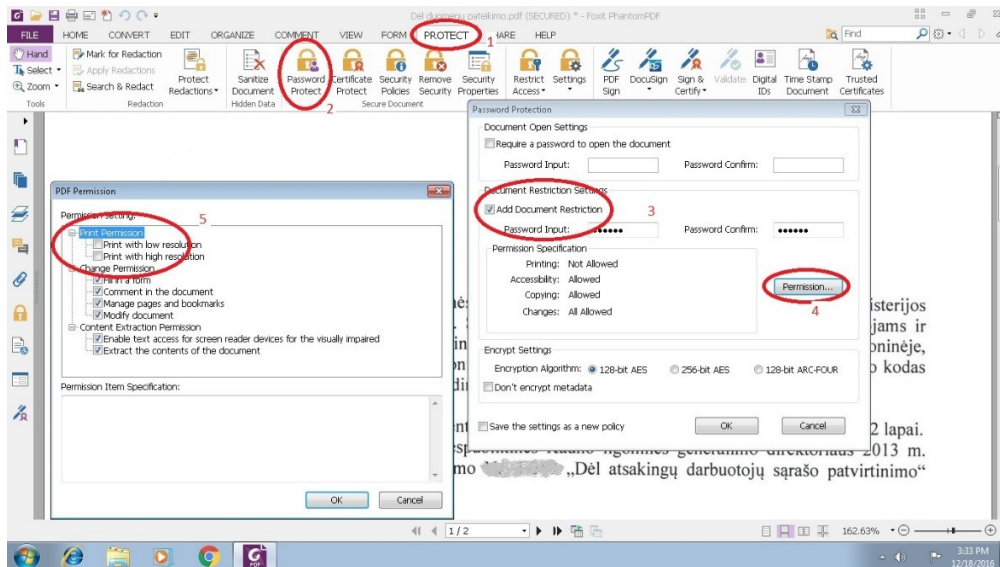 Dėl duomenų pateikimo.pdf (SECURED) * - Foxit PhantomPDF
FILE HOME CONVERT EDIT ORGANIZE COMMENT VIEW FORM PROTECT HARE HELP Find
1
Hand
Select
Zoom
Tools
Mark for Redaction
Apply Redactions
Search & Redact
Protect Redactions
Redaction
Sanitize Document
Hidden Data
Password Protect
Certificate Protect
Security Policies
Remove Security
Security Properties
Secure Document
Restrict Access
Settings
PDF Sign
DocuSign
Sign & Certify
Validate
Digital IDs
Time Stamp Document
Trusted Certificates
2
Password Protection
Document Open Settings
Require a password to open the document
Password Input: Password Confirm:
Document Restriction Settings
Add Document Restriction
3
Password Input: •••••• Password Confirm: ••••••
Permission Specification
Printing: Not Allowed
Accessibility: Allowed
Copying: Allowed
Changes: All Allowed
Permission...
4
Encrypt Settings
Encryption Algorithm: 128-bit AES 256-bit AES 128-bit ARC-FOUR
Don't encrypt metadata
Save the settings as a new policy OK Cancel
PDF Permission
Permission Setting:
5
Print Permission
Print with low resolution
Print with high resolution
Change Permission
Fill in a form
Comment in the document
Manage pages and bookmarks
Modify document
Content Extraction Permission
Enable text access for screen reader devices for the visually impaired
Extract the contents of the document
Permission Item Specification:
OK Cancel
isterijos
jams ir
oninėje,
o kodas
2 lapai.
generalinio direktoriaus 2013 m.
mo „Dėl atsakingų darbuotojų sąrašo patvirtinimo“
1 / 2
162.63%
3:33 PM
12/18/2016